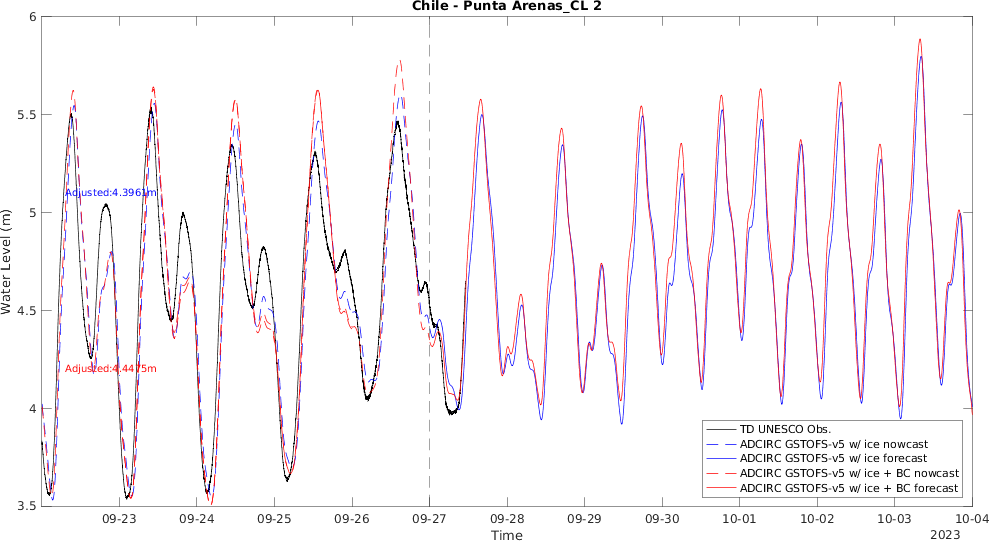 Chile - Punta Arenas_CL 2
6
5.5
5
4.5
4
3.5
Water Level (m)
Adjusted:4.3961m
Adjusted:4.4475m
TD UNESCO Obs.
ADCIRC GSTOFS-v5 w/ ice nowcast
ADCIRC GSTOFS-v5 w/ ice forecast
ADCIRC GSTOFS-v5 w/ ice + BC nowcast
ADCIRC GSTOFS-v5 w/ ice + BC forecast
09-23 09-24 09-25 09-26 09-27 09-28 09-29 09-30 10-01 10-02 10-03 10-04
2023
Time